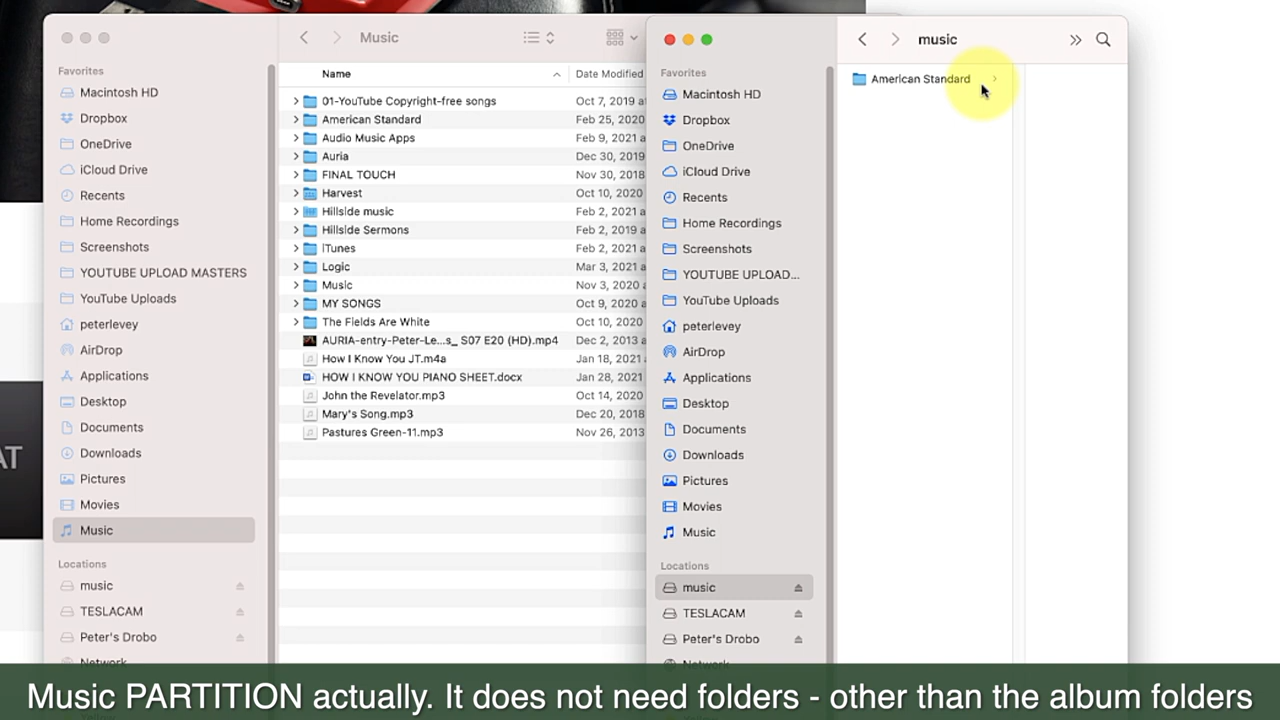 Music
Favorites
Macintosh HD
Dropbox
OneDrive
iCloud Drive
Recents
Home Recordings
Screenshots
YOUTUBE UPLOAD MASTERS
YouTube Uploads
peterlevey
AirDrop
Applications
Desktop
Documents
Downloads
Pictures
Movies
Music
Locations
music
TESLACAM
Peter's Drobo
Network
Name Date Modified
01-YouTube Copyright-free songs Oct 7, 2019 at
American Standard Feb 25, 2020
Audio Music Apps Feb 9, 2021 a
Auria Dec 30, 2019
FINAL TOUCH Nov 30, 2018
Harvest Oct 10, 2020
Hillside music Feb 2, 2021 a
Hillside Sermons Feb 2, 2019 a
iTunes Feb 2, 2021 a
Logic Mar 3, 2021 a
Music Nov 3, 2020 a
MY SONGS Oct 9, 2020 a
The Fields Are White Oct 10, 2020
AURIA-entry-Peter-Le...s_ S07 E20 (HD).mp4 Dec 2, 2013 a
How I Know You JT.m4a Jan 18, 2021
HOW I KNOW YOU PIANO SHEET.docx Jan 28, 2021
John the Revelator.mp3 Oct 14, 2020
Mary's Song.mp3 Dec 20, 2018
Pastures Green-11.mp3 Nov 26, 2013
music
Favorites
Macintosh HD
Dropbox
OneDrive
iCloud Drive
Recents
Home Recordings
Screenshots
YOUTUBE UPLOAD...
YouTube Uploads
peterlevey
AirDrop
Applications
Desktop
Documents
Downloads
Pictures
Movies
Music
Locations
music
TESLACAM
Peter's Drobo
American Standard
AT
Music PARTITION actually. It does not need folders - other than the album folders